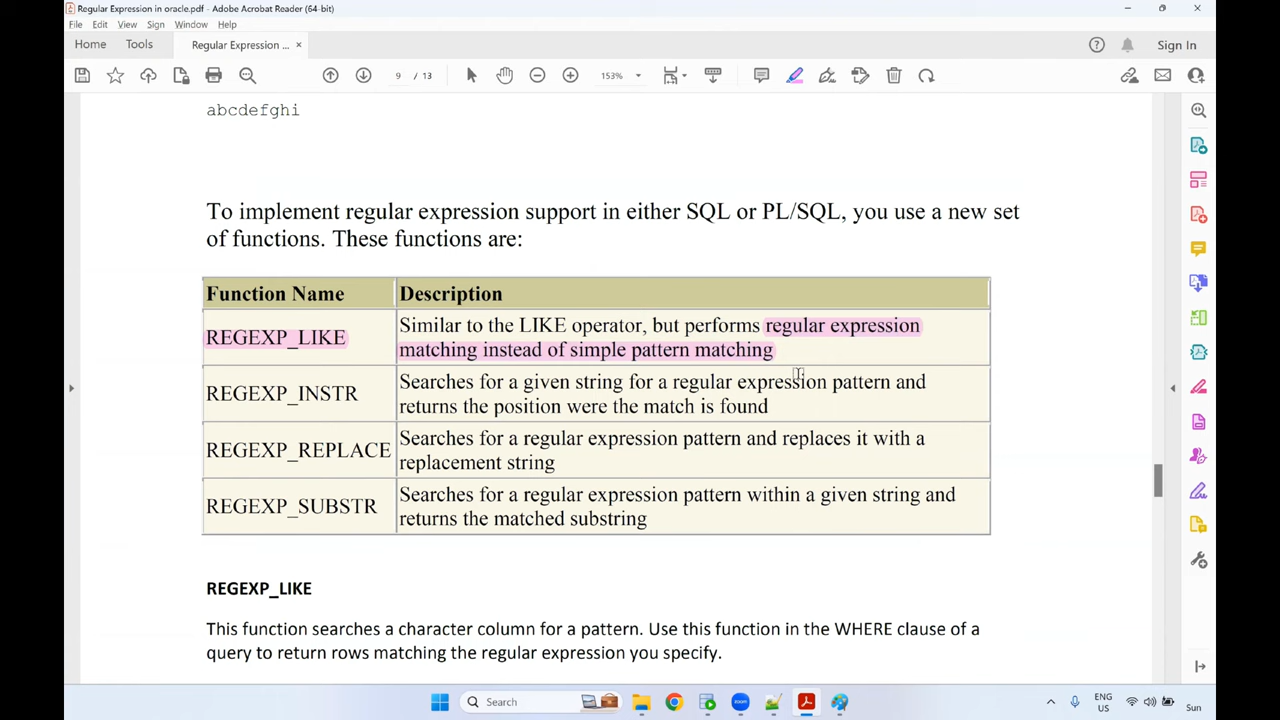 Regular Expression in oracle.pdf - Adobe Acrobat Reader (64-bit)
File Edit View Sign Window Help
Home Tools Regular Expression ... × Sign In
9 / 13 153%
abcdefghi
To implement regular expression support in either SQL or PL/SQL, you use a new set
of functions. These functions are:
Function Name Description
REGEXP_LIKE Similar to the LIKE operator, but performs regular expression
matching instead of simple pattern matching
REGEXP_INSTR Searches for a given string for a regular expression pattern and
returns the position were the match is found
REGEXP_REPLACE Searches for a regular expression pattern and replaces it with a
replacement string
REGEXP_SUBSTR Searches for a regular expression pattern within a given string and
returns the matched substring
REGEXP_LIKE
This function searches a character column for a pattern. Use this function in the WHERE clause of a
query to return rows matching the regular expression you specify.
Search zoom ENG
US Sun